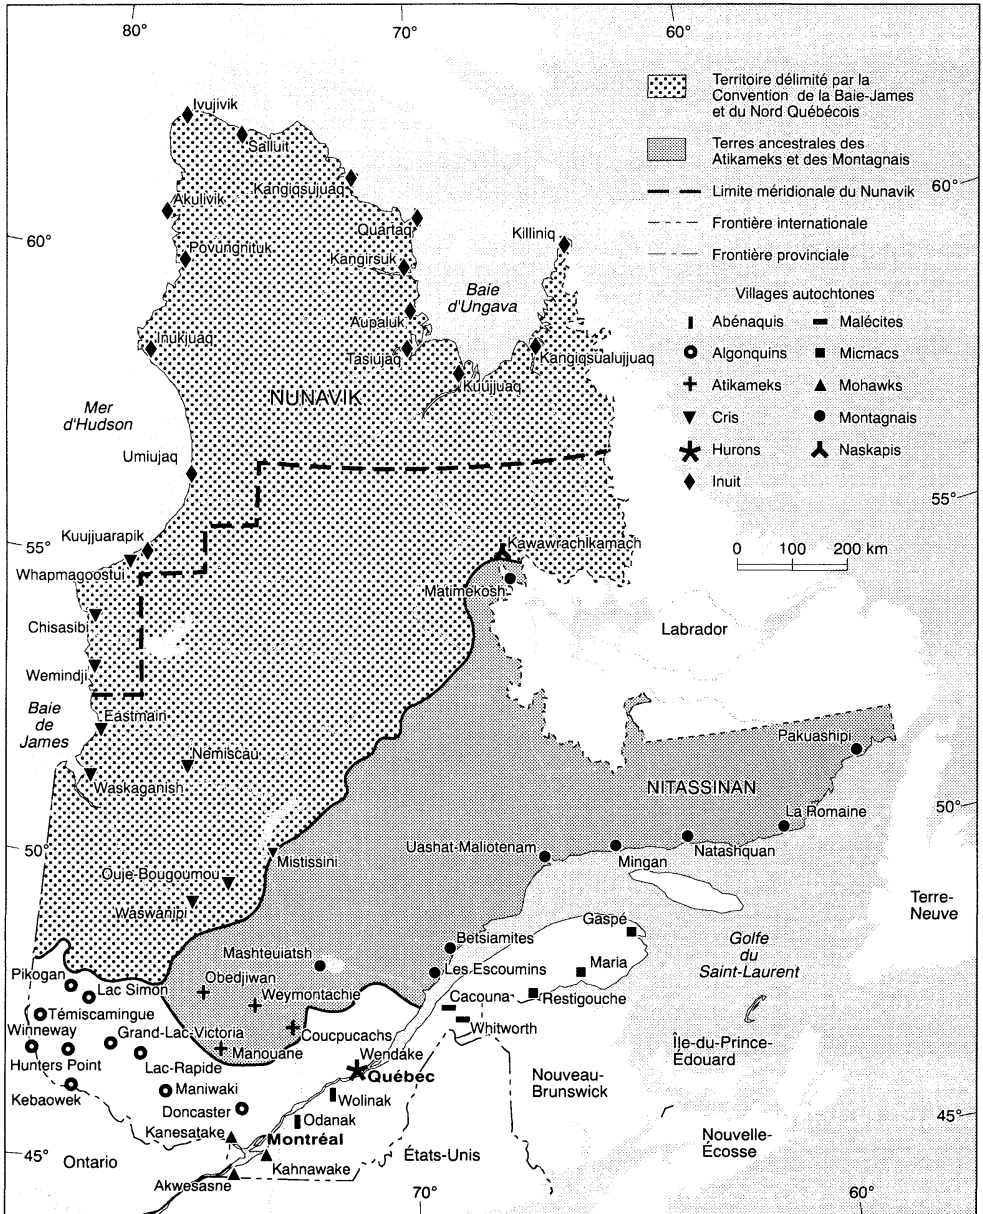 80°
70°
60°
Ivujivik
Salluit
Kangiqsujuaq
Akulivik
Quartaq
Killiniq
60°
Povungnituk
Kangirsuk
Baie
d'Ungava
Aupaluk
Inukjuaq
Tasiujaq
Kangiqsualujjuaq
Kuujjuaq
NUNAVIK
Mer
d'Hudson
Umiujaq
Territoire délimité par la
Convention de la Baie-James
et du Nord Québécois
Terres ancestrales des
Atikameks et des Montagnais
Limite méridionale du Nunavik
60°
Frontière internationale
Frontière provinciale
Villages autochtones
Abénaquis
Malécites
Algonquins
Micmacs
Atikameks
Mohawks
Cris
Montagnais
Hurons
Naskapis
Inuit
55°
0 100 200 km
55°
Kuujjuarapik
Whapmagoostui
Kawawrachlkamach
Matimekosh
Chisasibi
Labrador
Wemindji
Baie
de
James
Eastmain
Nemiscau
Waskaganish
Pakuashipi
NITASSINAN
La Romaine
50°
50°
Mistissini
Uashat-Maliotenam
Mingan
Natashquan
Ouje-Bougoumou
Waswanipi
Terre-
Neuve
Gaspé
Golfe
du
Saint-Laurent
Betsiamites
Mashteuiatsh
Maria
Pikogan
Obedjiwan
Les Escoumins
Lac Simon
Weymontachie
Cacouna
Restigouche
Témiscamingue
Winneway
Grand-Lac-Victoria
Coucpucachs
Whitworth
Île-du-Prince-
Édouard
Hunters Point
Manouane
Wendake
Lac-Rapide
Québec
Nouveau-
Brunswick
Kebaowek
Maniwaki
Wolinak
Doncaster
Odanak
Kanesatake
Montréal
45°
Nouvelle-
Écosse
45°
Ontario
Kahnawake
États-Unis
Akwesasne
70°
60°